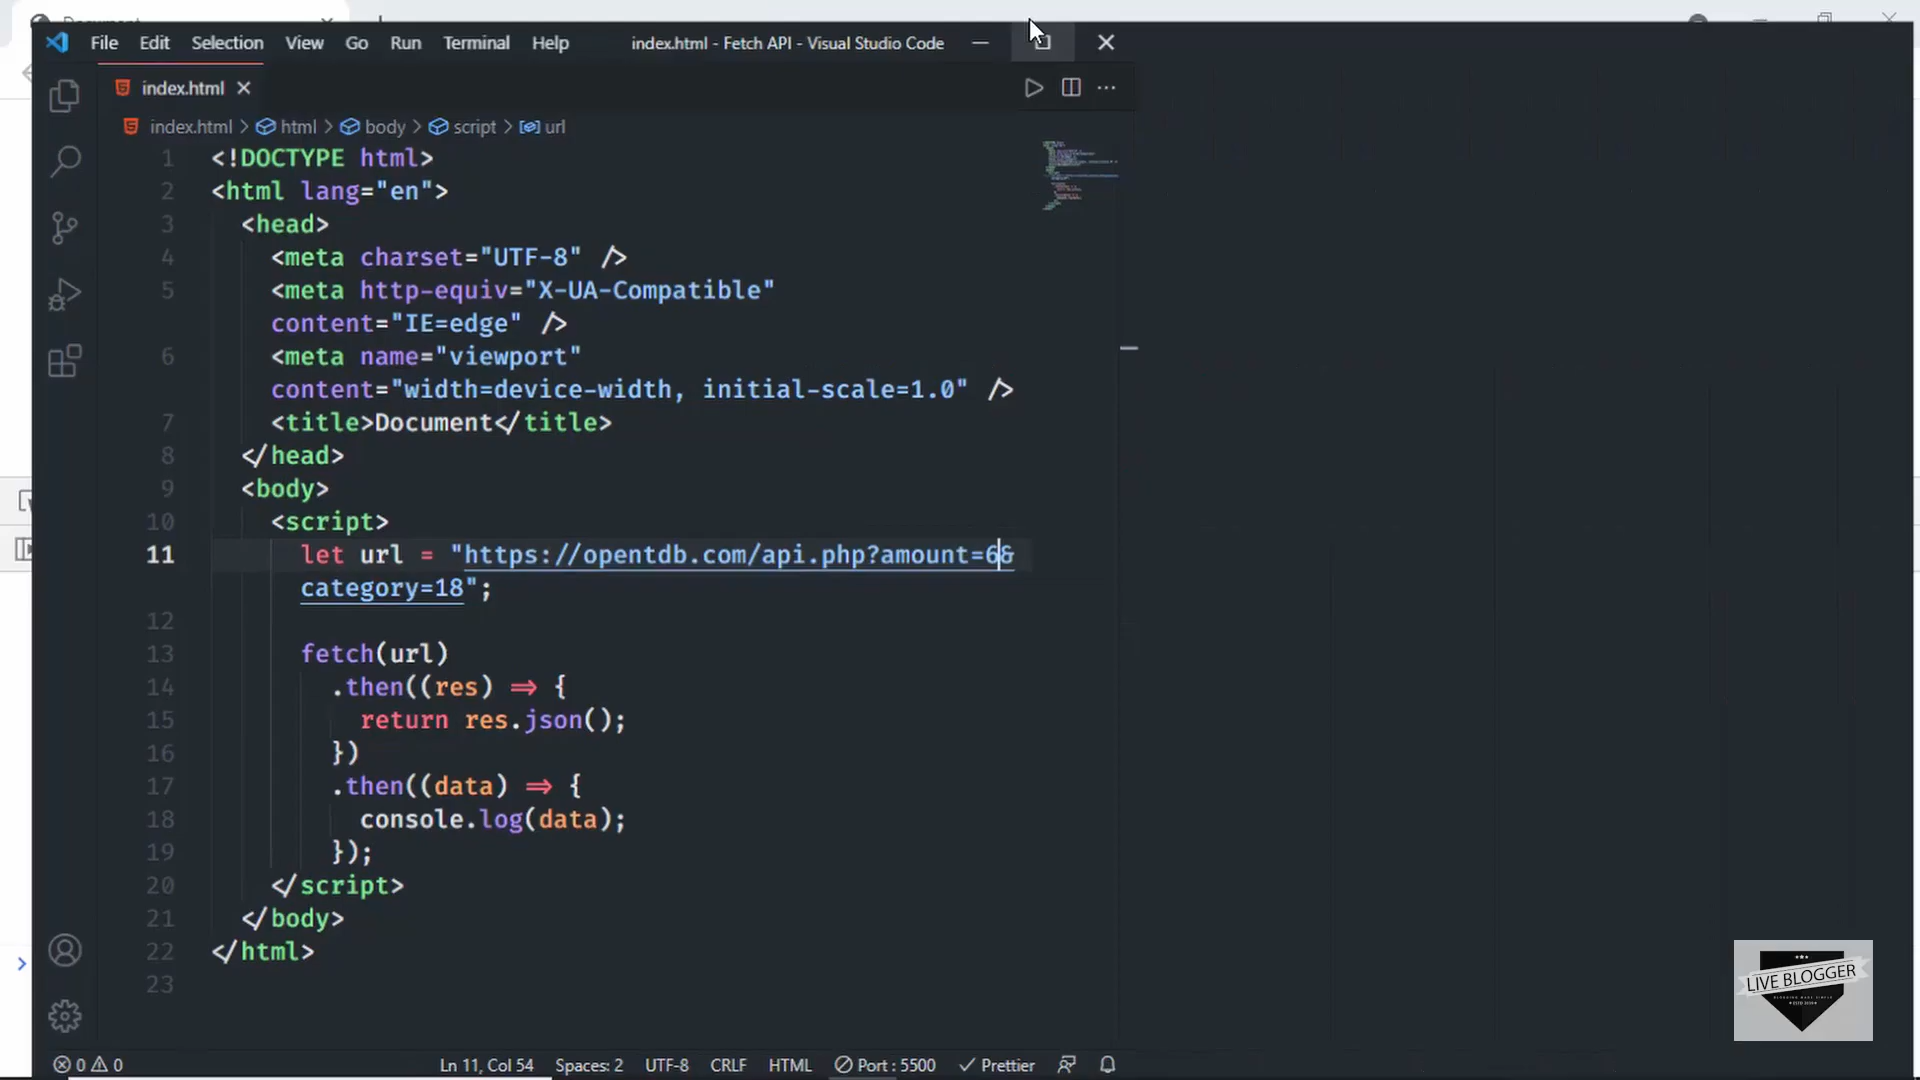 Document
File Edit Selection View Go Run Terminal Help
index.html - Fetch API - Visual Studio Code
index.html
index.html > html > body > script > url
1 <!DOCTYPE html>
2 <html lang="en">
3 <head>
4 <meta charset="UTF-8" />
5 <meta http-equiv="X-UA-Compatible"
content="IE=edge" />
6 <meta name="viewport"
content="width=device-width, initial-scale=1.0" />
7 <title>Document</title>
8 </head>
9 <body>
10 <script>
11 let url = "https://opentdb.com/api.php?amount=6&
category=18";
12
13 fetch(url)
14 .then((res) => {
15 return res.json();
16 })
17 .then((data) => {
18 console.log(data);
19 });
20 </script>
21 </body>
22 </html>
23
0 0
Ln 11, Col 54 Spaces: 2 UTF-8 CRLF HTML Port : 5500 Prettier
LIVE BLOGGER